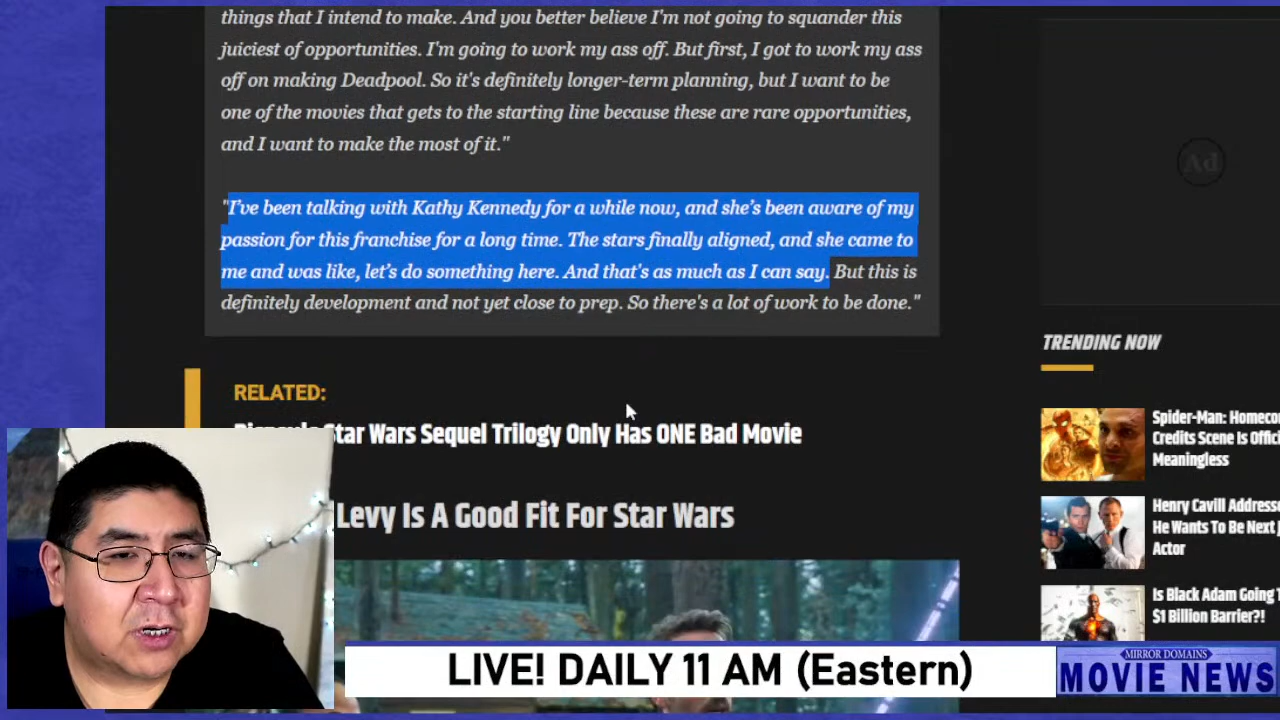 things that I intend to make. And you better believe I'm not going to squander this
juiciest of opportunities. I'm going to work my ass off. But first, I got to work my ass
off on making Deadpool. So it's definitely longer-term planning, but I want to be
one of the movies that gets to the starting line because these are rare opportunities,
and I want to make the most of it."
"I've been talking with Kathy Kennedy for a while now, and she's been aware of my
passion for this franchise for a long time. The stars finally aligned, and she came to
me and was like, let's do something here. And that's as much as I can say. But this is
definitely development and not yet close to prep. So there's a lot of work to be done."
RELATED:
Star Wars Sequel Trilogy Only Has ONE Bad Movie
Levy Is A Good Fit For Star Wars
Ad
TRENDING NOW
Spider-Man:
Credits Scene Is
Meaningless
Henry Cavill
He Wants To Be Next
Actor
Is Black Adam Going
$1 Billion Barrier?!
LIVE! DAILY 11 AM (Eastern)
MIRROR DOMAINS
MOVIE NEWS